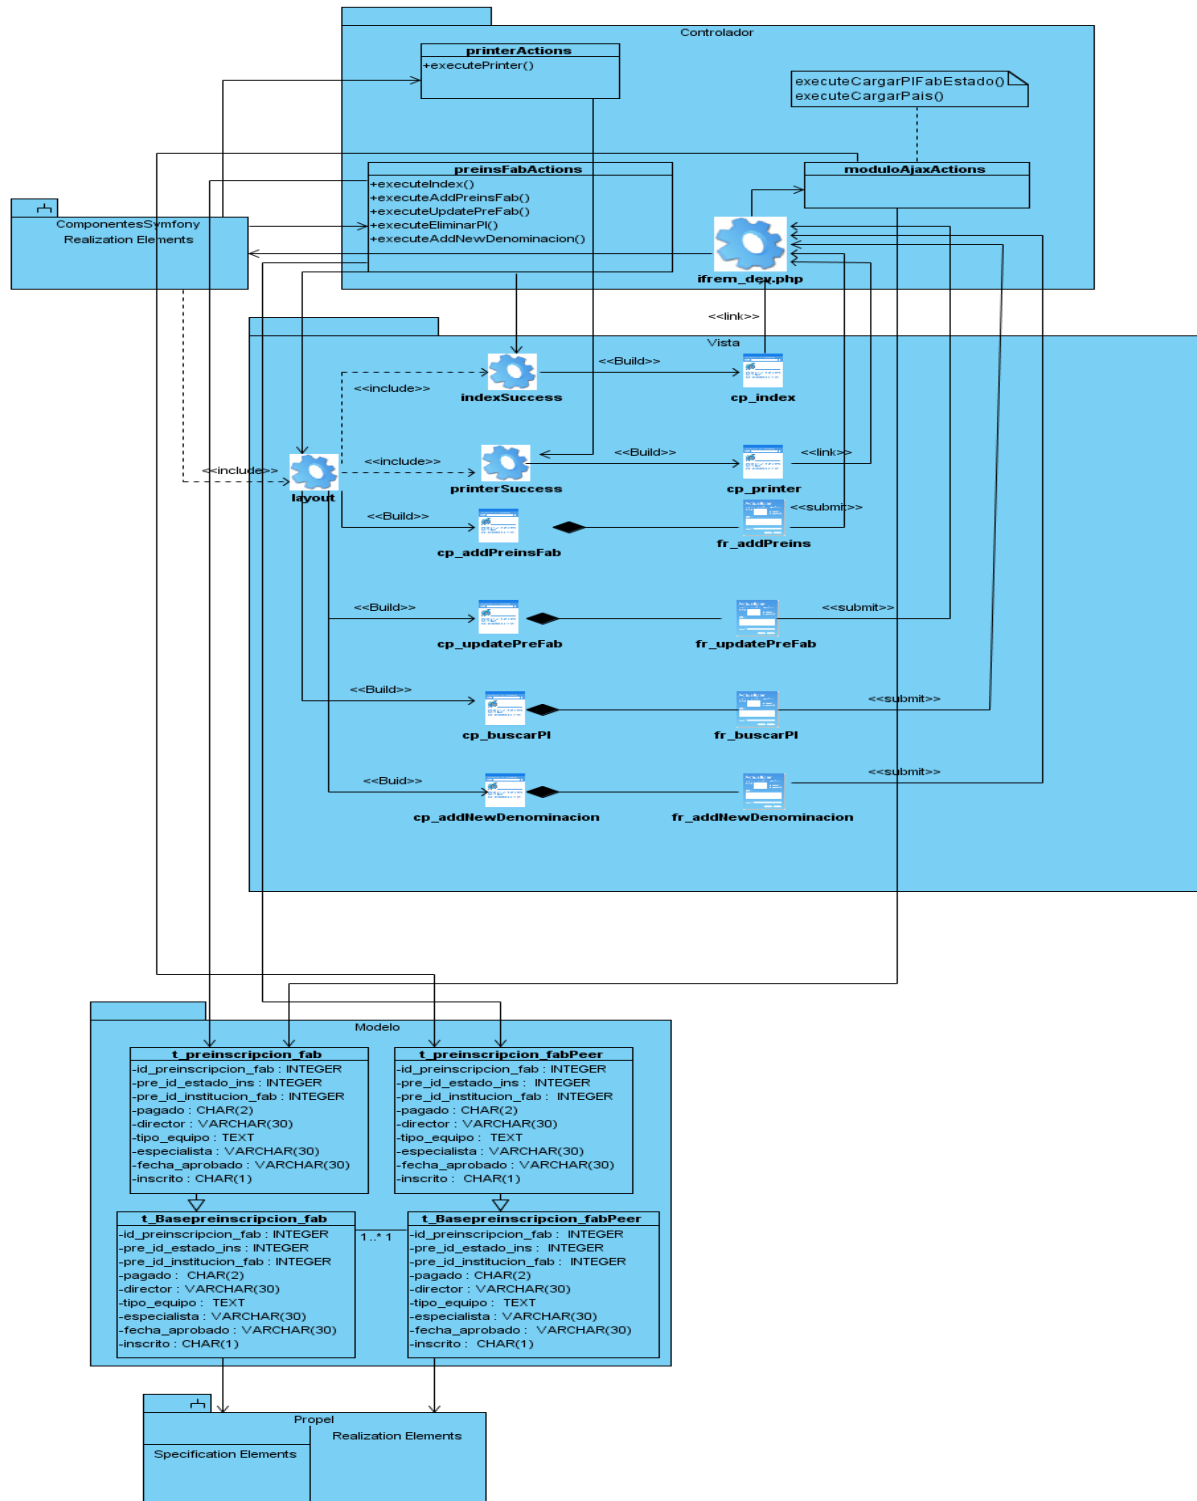 Controlador
printerActions
+executePrinter()
executeCargarPIFabEstado()
executeCargarPais()
preinsFabActions
+executeIndex()
+executeAddPreinsFab()
+executeUpdatePreFab()
+executeEliminarPI()
+executeAddNewDenominacion()
moduloAjaxActions
ComponentesSymfony
Realization Elements
ifrem_dev.php
<<link>>
Vista
<<Build>>
<<include>>
indexSuccess
cp_index
<<include>>
<<include>>
<<Build>>
<<link>>
layout
printerSuccess
cp_printer
<<Build>>
<<submit>>
cp_addPreinsFab
fr_addPreins
<<Build>>
<<submit>>
cp_updatePreFab
fr_updatePreFab
<<Build>>
<<submit>>
cp_buscarPI
fr_buscarPI
<<Buid>>
<<submit>>
cp_addNewDenominacion
fr_addNewDenominacion
Modelo
t_preinscripcion_fab
-id_preinscripcion_fab : INTEGER
-pre_id_estado_ins : INTEGER
-pre_id_institucion_fab : INTEGER
-pagado : CHAR(2)
-director : VARCHAR(30)
-tipo_equipo : TEXT
-especialista : VARCHAR(30)
-fecha_aprobado : VARCHAR(30)
-inscrito : CHAR(1)
t_preinscripcion_fabPeer
-id_preinscripcion_fab : INTEGER
-pre_id_estado_ins : INTEGER
-pre_id_institucion_fab : INTEGER
-pagado : CHAR(2)
-director : VARCHAR(30)
-tipo_equipo : TEXT
-especialista : VARCHAR(30)
-fecha_aprobado : VARCHAR(30)
-inscrito : CHAR(1)
t_Basepreinscripcion_fab
-id_preinscripcion_fab : INTEGER
-pre_id_estado_ins : INTEGER
-pre_id_institucion_fab : INTEGER
-pagado : CHAR(2)
-director : VARCHAR(30)
-tipo_equipo : TEXT
-especialista : VARCHAR(30)
-fecha_aprobado : VARCHAR(30)
-inscrito : CHAR(1)
1..* 1
t_Basepreinscripcion_fabPeer
-id_preinscripcion_fab : INTEGER
-pre_id_estado_ins : INTEGER
-pre_id_institucion_fab : INTEGER
-pagado : CHAR(2)
-director : VARCHAR(30)
-tipo_equipo : TEXT
-especialista : VARCHAR(30)
-fecha_aprobado : VARCHAR(30)
-inscrito : CHAR(1)
Propel
Realization Elements
Specification Elements